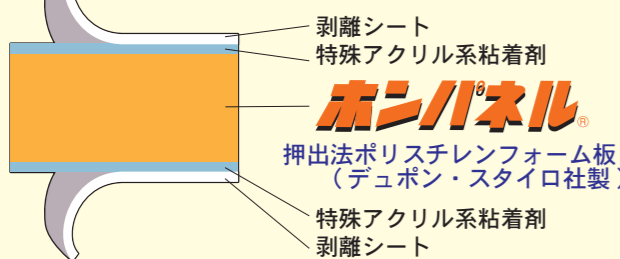 剥離シート
特殊アクリル系粘着剤
ホンパネル®
押出法ポリスチレンフォーム板
（デュポン・スタイロ社製）
特殊アクリル系粘着剤
剥離シート